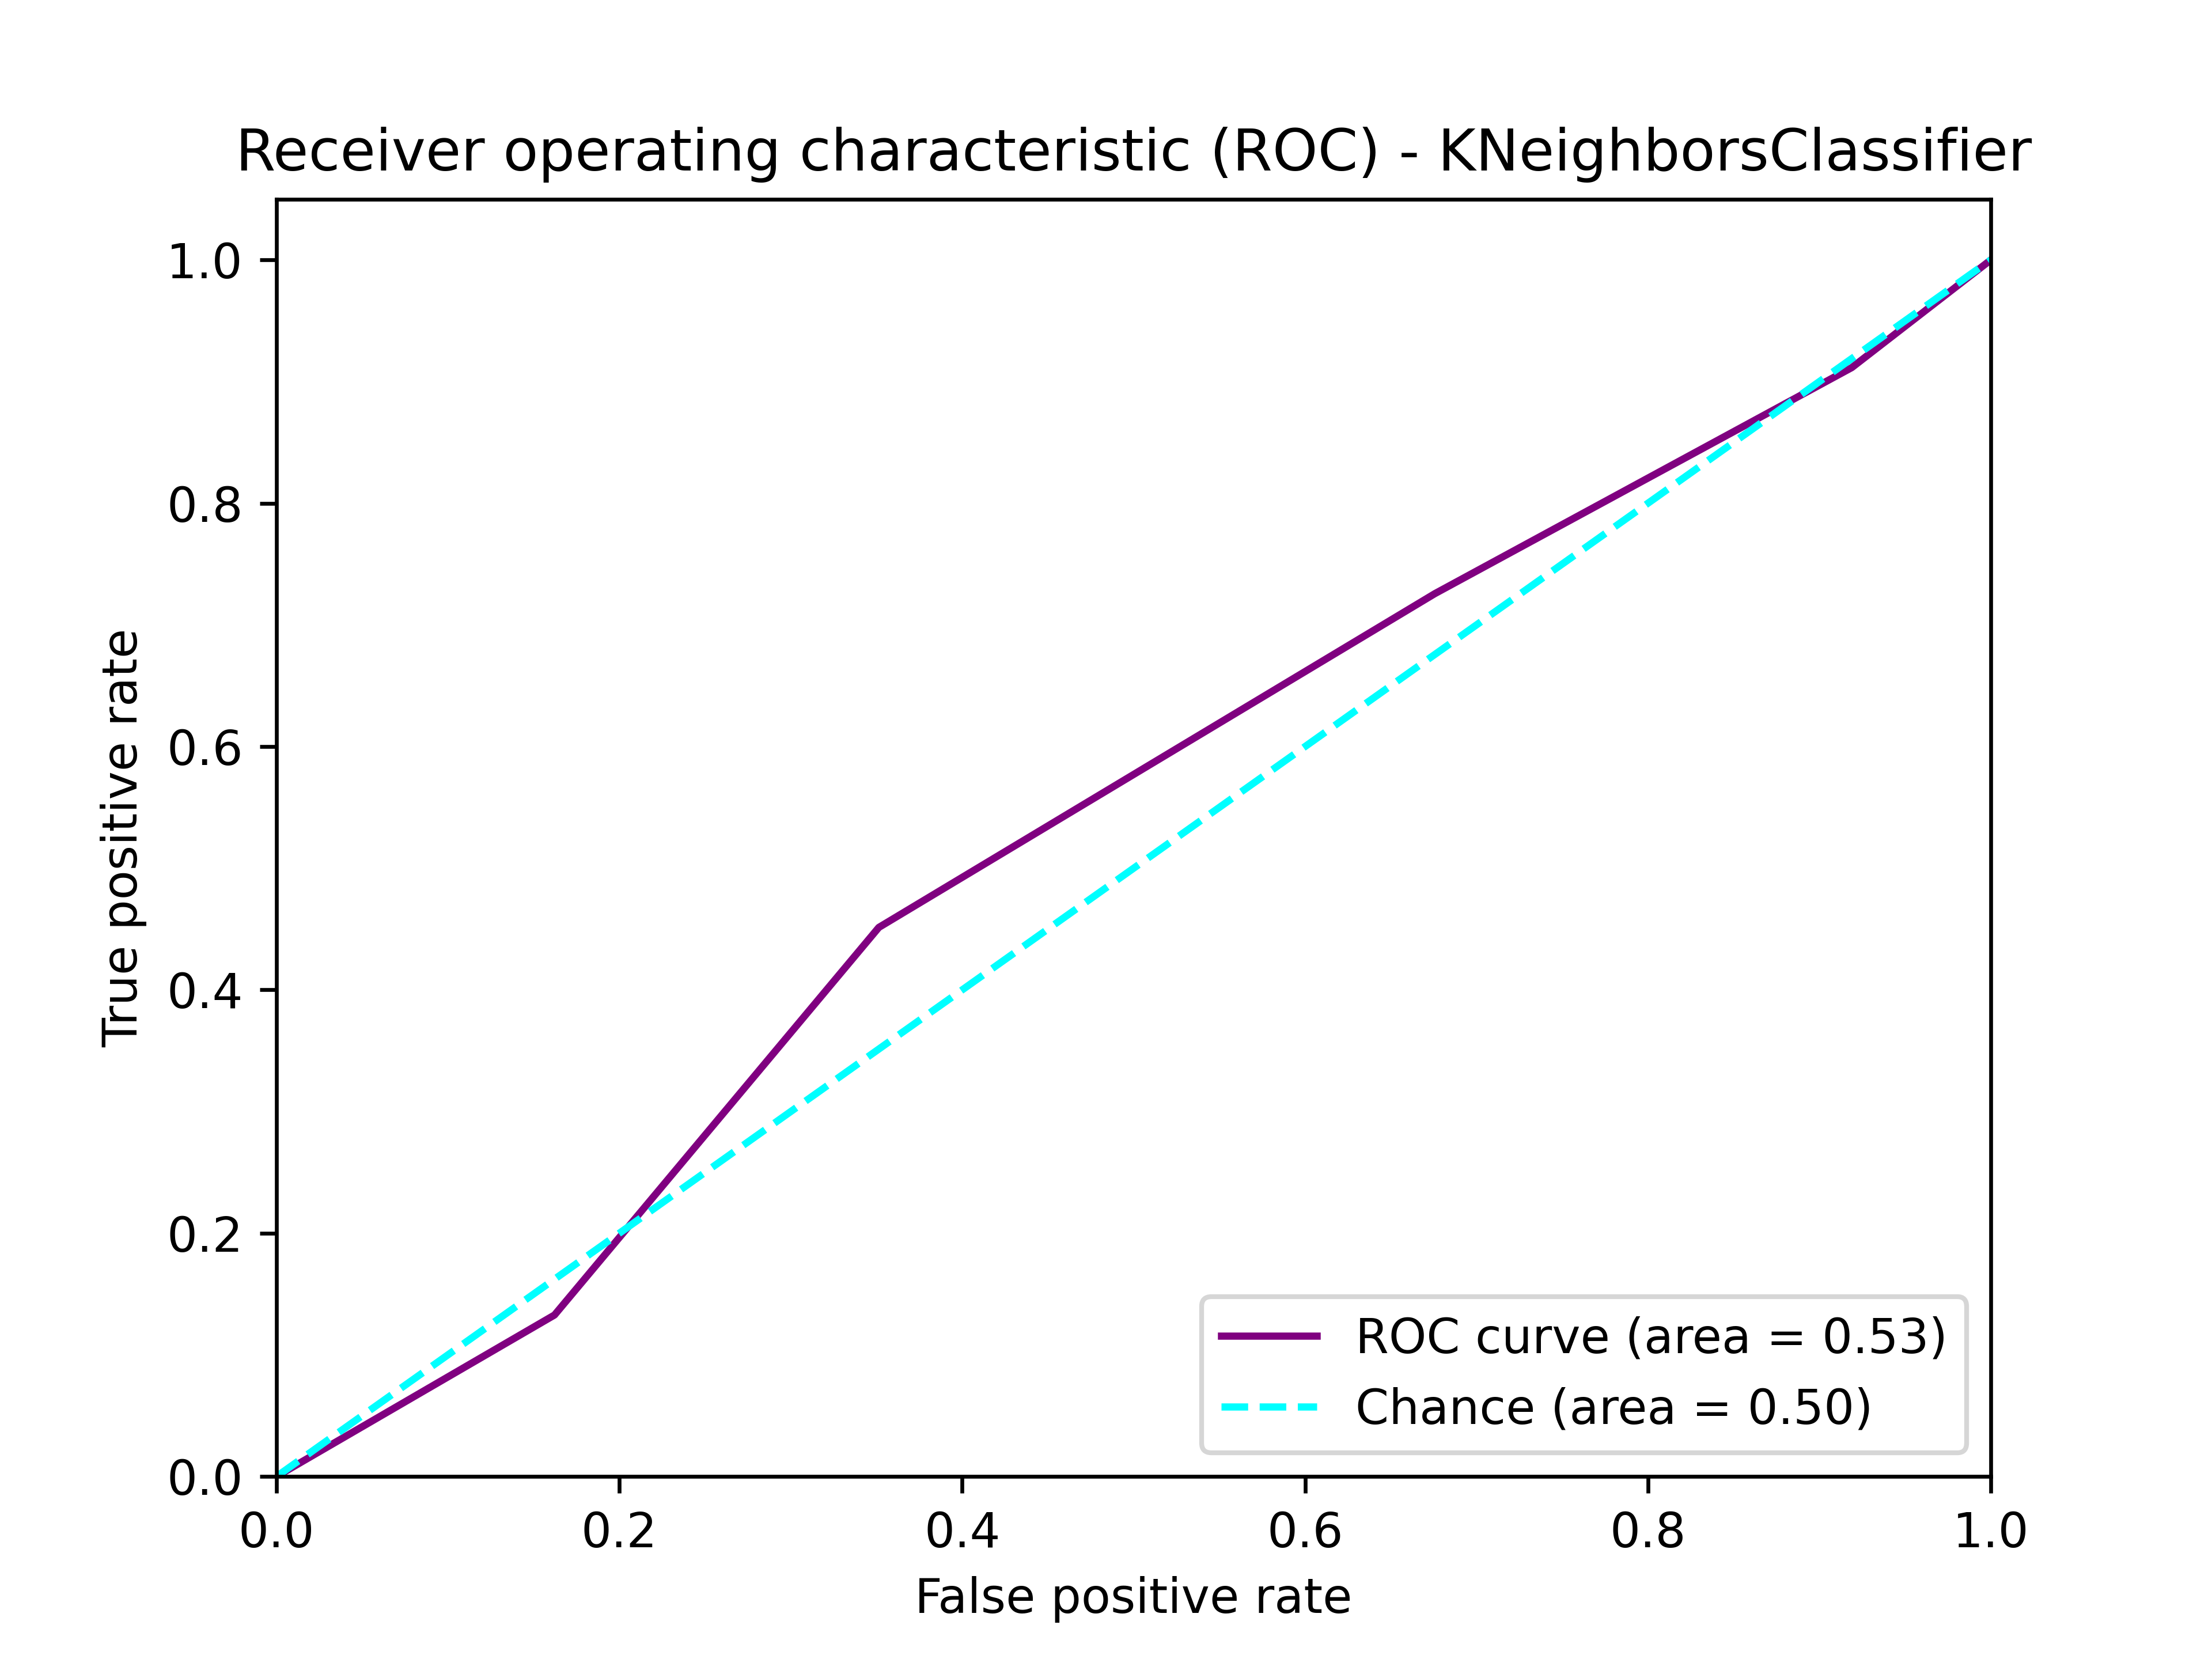 Receiver operating characteristic (ROC) - KNeighborsClassifier
1.0
0.8
0.6
0.4
0.2
0.0
True positive rate
ROC curve (area = 0.53)
Chance (area = 0.50)
0.0 0.2 0.4 0.6 0.8 1.0
False positive rate